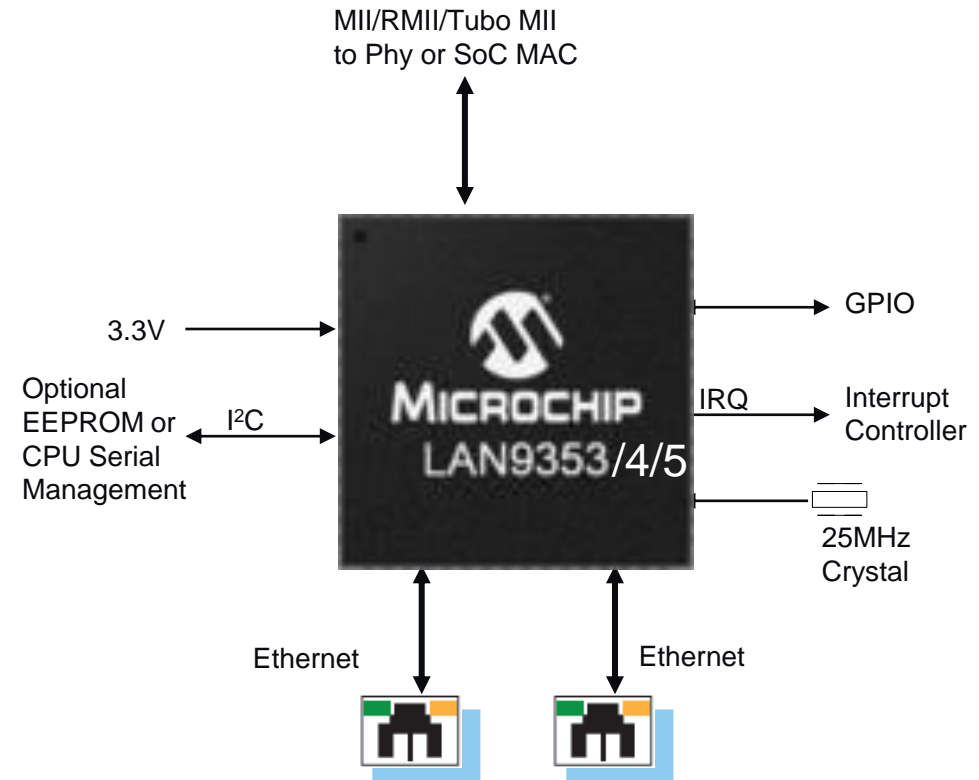 MII/RMII/Tubo MII
to Phy or SoC MAC
3.3V
Optional
EEPROM or
CPU Serial
Management
I²C
MICROCHIP
LAN9353/4/5
GPIO
IRQ
Interrupt
Controller
25MHz
Crystal
Ethernet
Ethernet